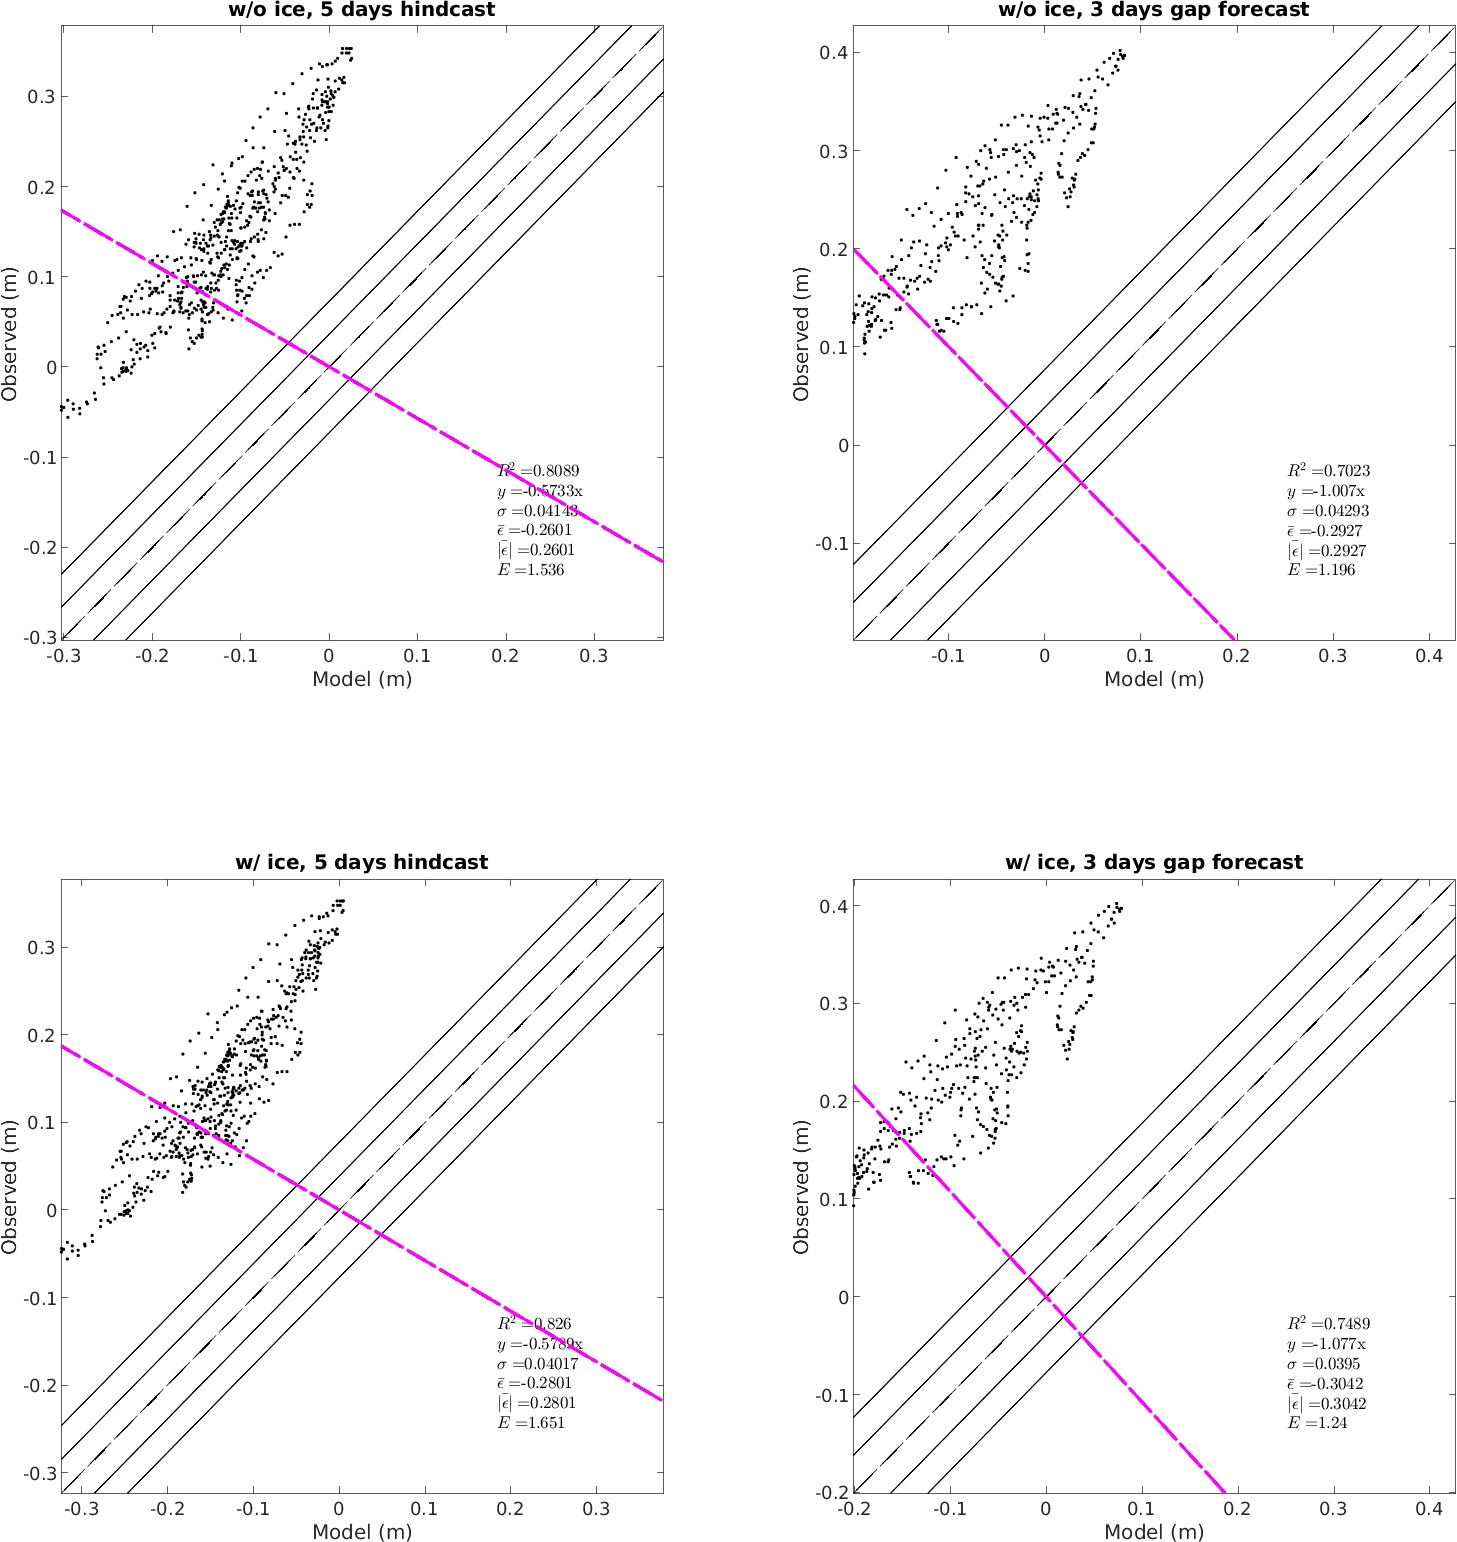 w/o ice, 5 days hindcast
Observed (m)
0.3
0.2
0.1
0
-0.1
-0.2
-0.3
R² =0.8089
y =-0.5733x
σ =0.04143
ε̄ =-0.2601
|ε̄| =0.2601
E =1.536
-0.3 -0.2 -0.1 0 0.1 0.2 0.3
Model (m)
w/o ice, 3 days gap forecast
Observed (m)
0.4
0.3
0.2
0.1
0
-0.1
R² =0.7023
y =-1.007x
σ =0.04293
ε̄ =-0.2927
|ε̄| =0.2927
E =1.196
-0.1 0 0.1 0.2 0.3 0.4
Model (m)
w/ ice, 5 days hindcast
Observed (m)
0.3
0.2
0.1
0
-0.1
-0.2
-0.3
R² =0.826
y =-0.5789x
σ =0.04017
ε̄ =-0.2801
|ε̄| =0.2801
E =1.651
-0.3 -0.2 -0.1 0 0.1 0.2 0.3
Model (m)
w/ ice, 3 days gap forecast
Observed (m)
0.4
0.3
0.2
0.1
0
-0.1
-0.2
R² =0.7489
y =-1.077x
σ =0.0395
ε̄ =-0.3042
|ε̄| =0.3042
E =1.24
-0.2 -0.1 0 0.1 0.2 0.3 0.4
Model (m)